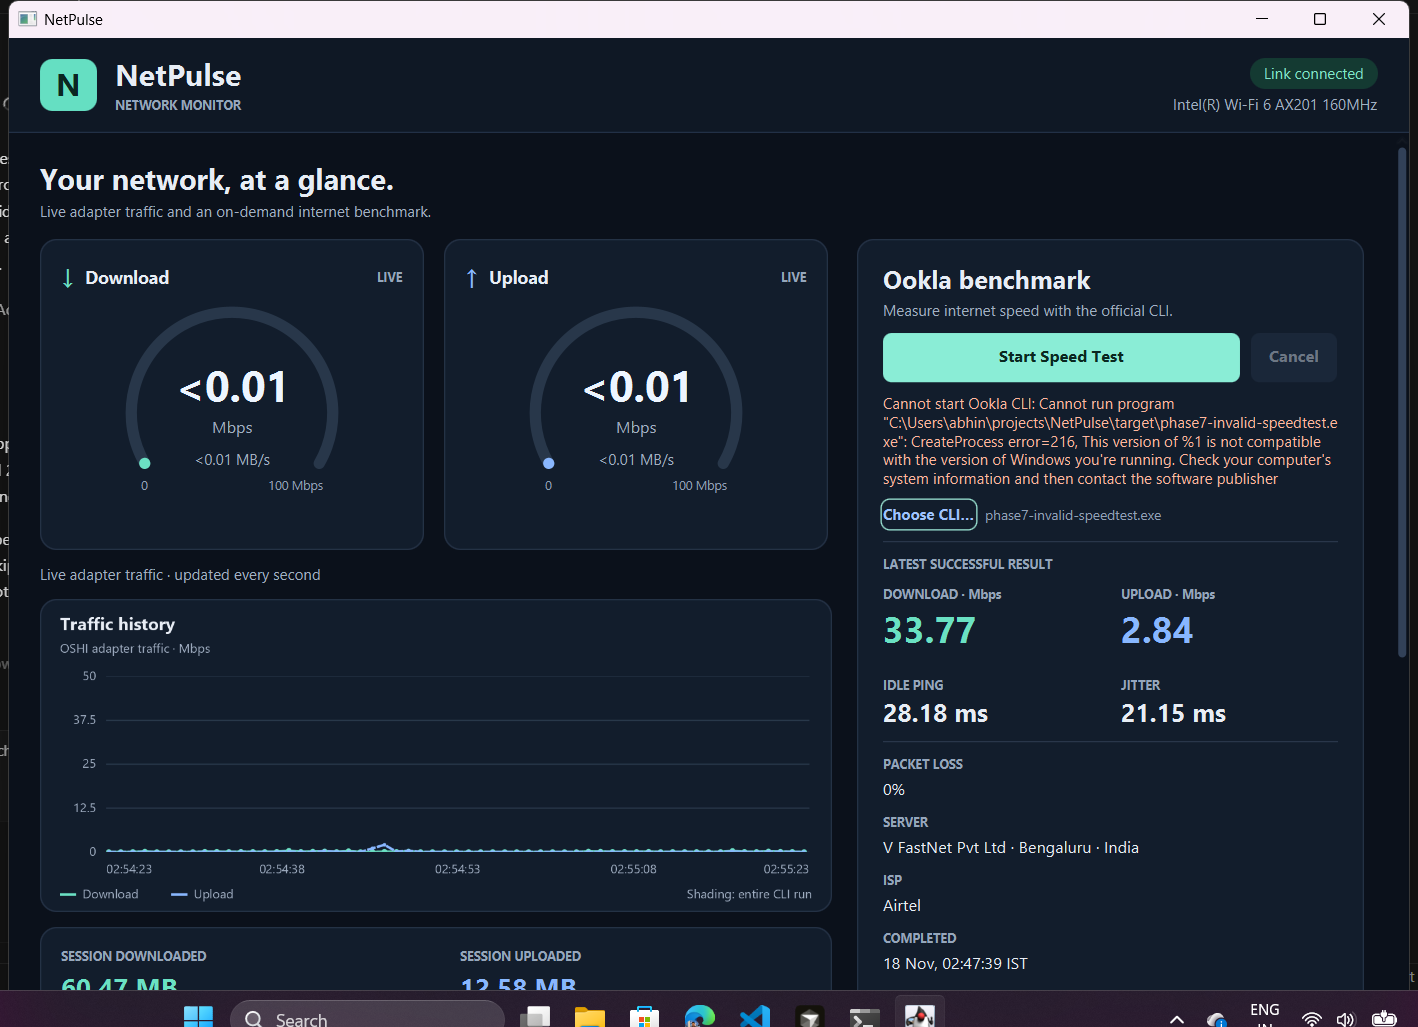 NetPulse
N
NetPulse
NETWORK MONITOR
Link connected
Intel(R) Wi-Fi 6 AX201 160MHz
Your network, at a glance.
Live adapter traffic and an on-demand internet benchmark.
↓ Download
LIVE
<0.01
Mbps
<0.01 MB/s
0
100 Mbps
↑ Upload
LIVE
<0.01
Mbps
<0.01 MB/s
0
100 Mbps
Live adapter traffic · updated every second
Traffic history
OSHI adapter traffic · Mbps
50
37.5
25
12.5
0
02:54:23
02:54:38
02:54:53
02:55:08
02:55:23
Download
Upload
Shading: entire CLI run
SESSION DOWNLOADED
60.47 MB
SESSION UPLOADED
12.58 MB
Ookla benchmark
Measure internet speed with the official CLI.
Start Speed Test
Cancel
Cannot start Ookla CLI: Cannot run program
"C:\Users\abhin\projects\NetPulse\target\phase7-invalid-speedtest.e
xe": CreateProcess error=216, This version of %1 is not compatible
with the version of Windows you're running. Check your computer's
system information and then contact the software publisher
Choose CLI...
phase7-invalid-speedtest.exe
LATEST SUCCESSFUL RESULT
DOWNLOAD · Mbps
UPLOAD · Mbps
33.77
2.84
IDLE PING
JITTER
28.18 ms
21.15 ms
PACKET LOSS
0%
SERVER
V FastNet Pvt Ltd · Bengaluru · India
ISP
Airtel
COMPLETED
18 Nov, 02:47:39 IST
Search
ENG